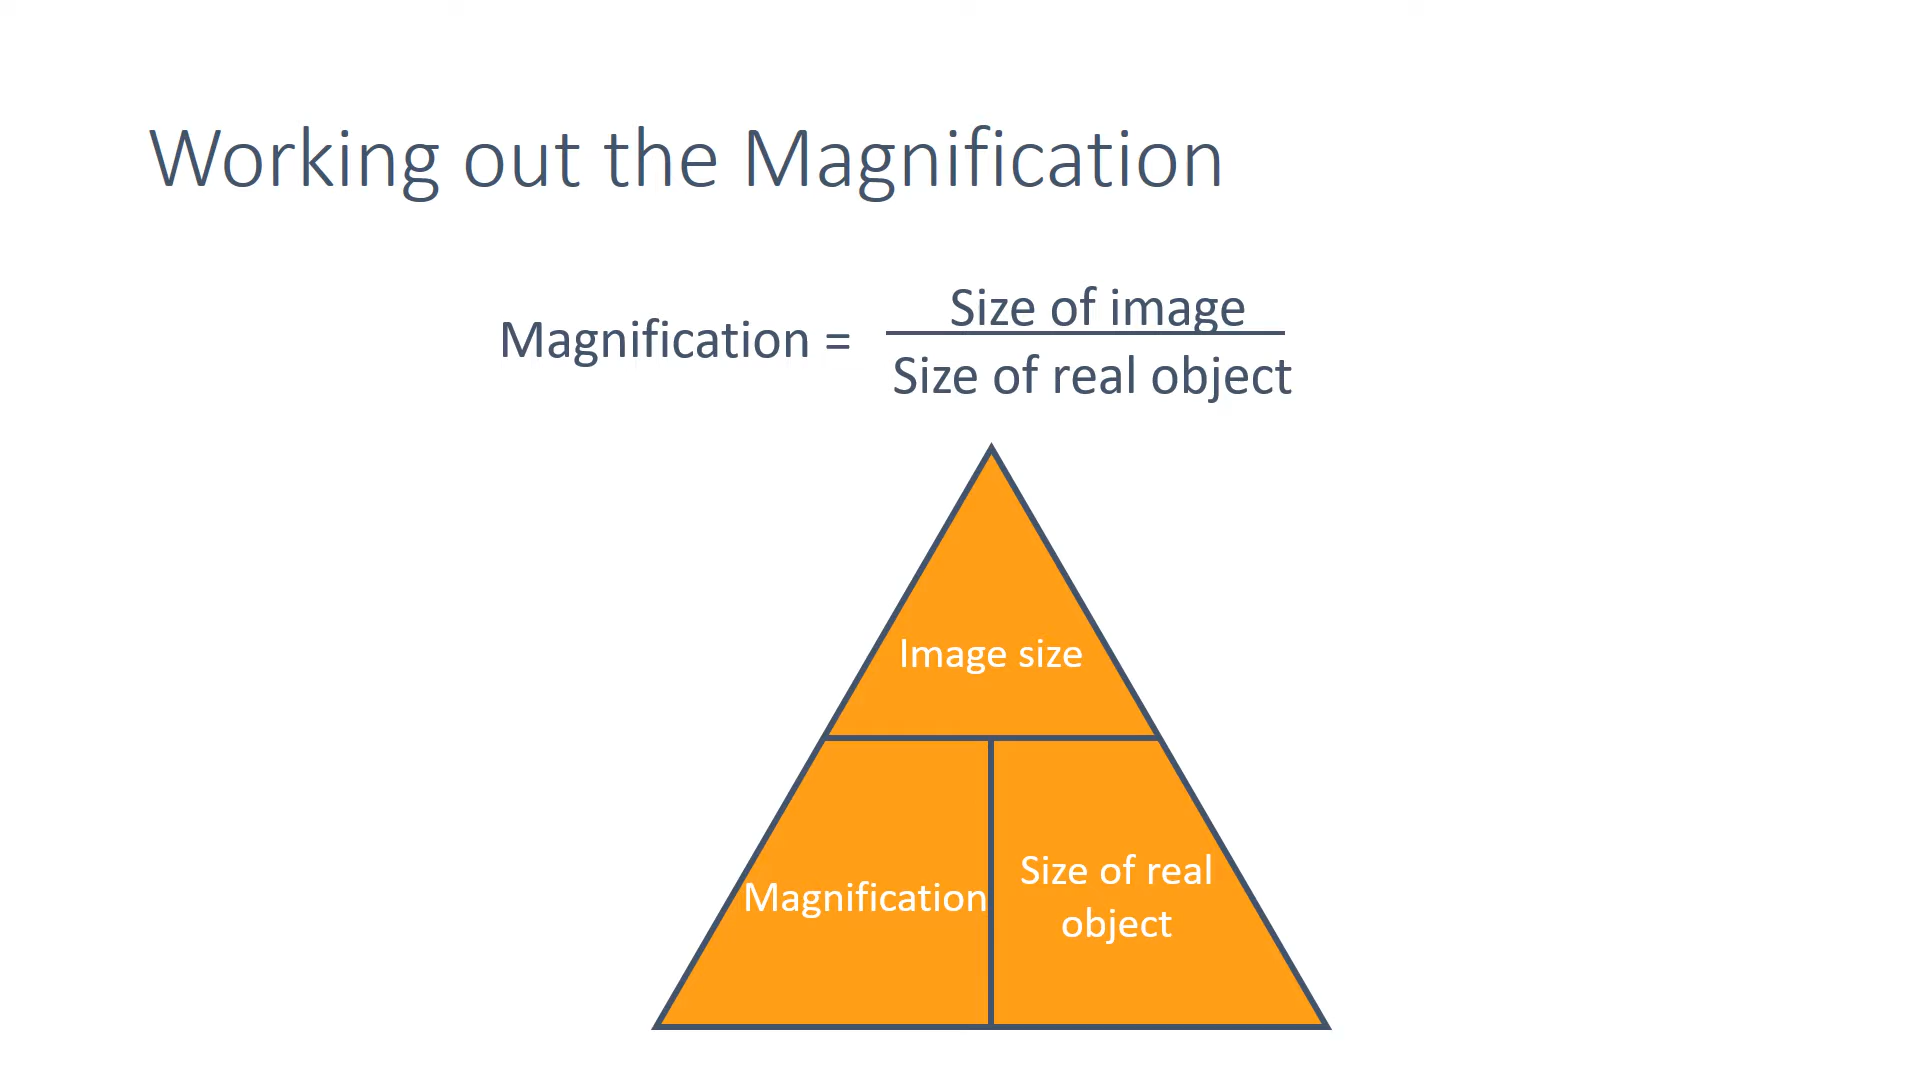 Working out the Magnification
Size of image
Magnification =
Size of real object
Image size
Magnification
Size of real
object